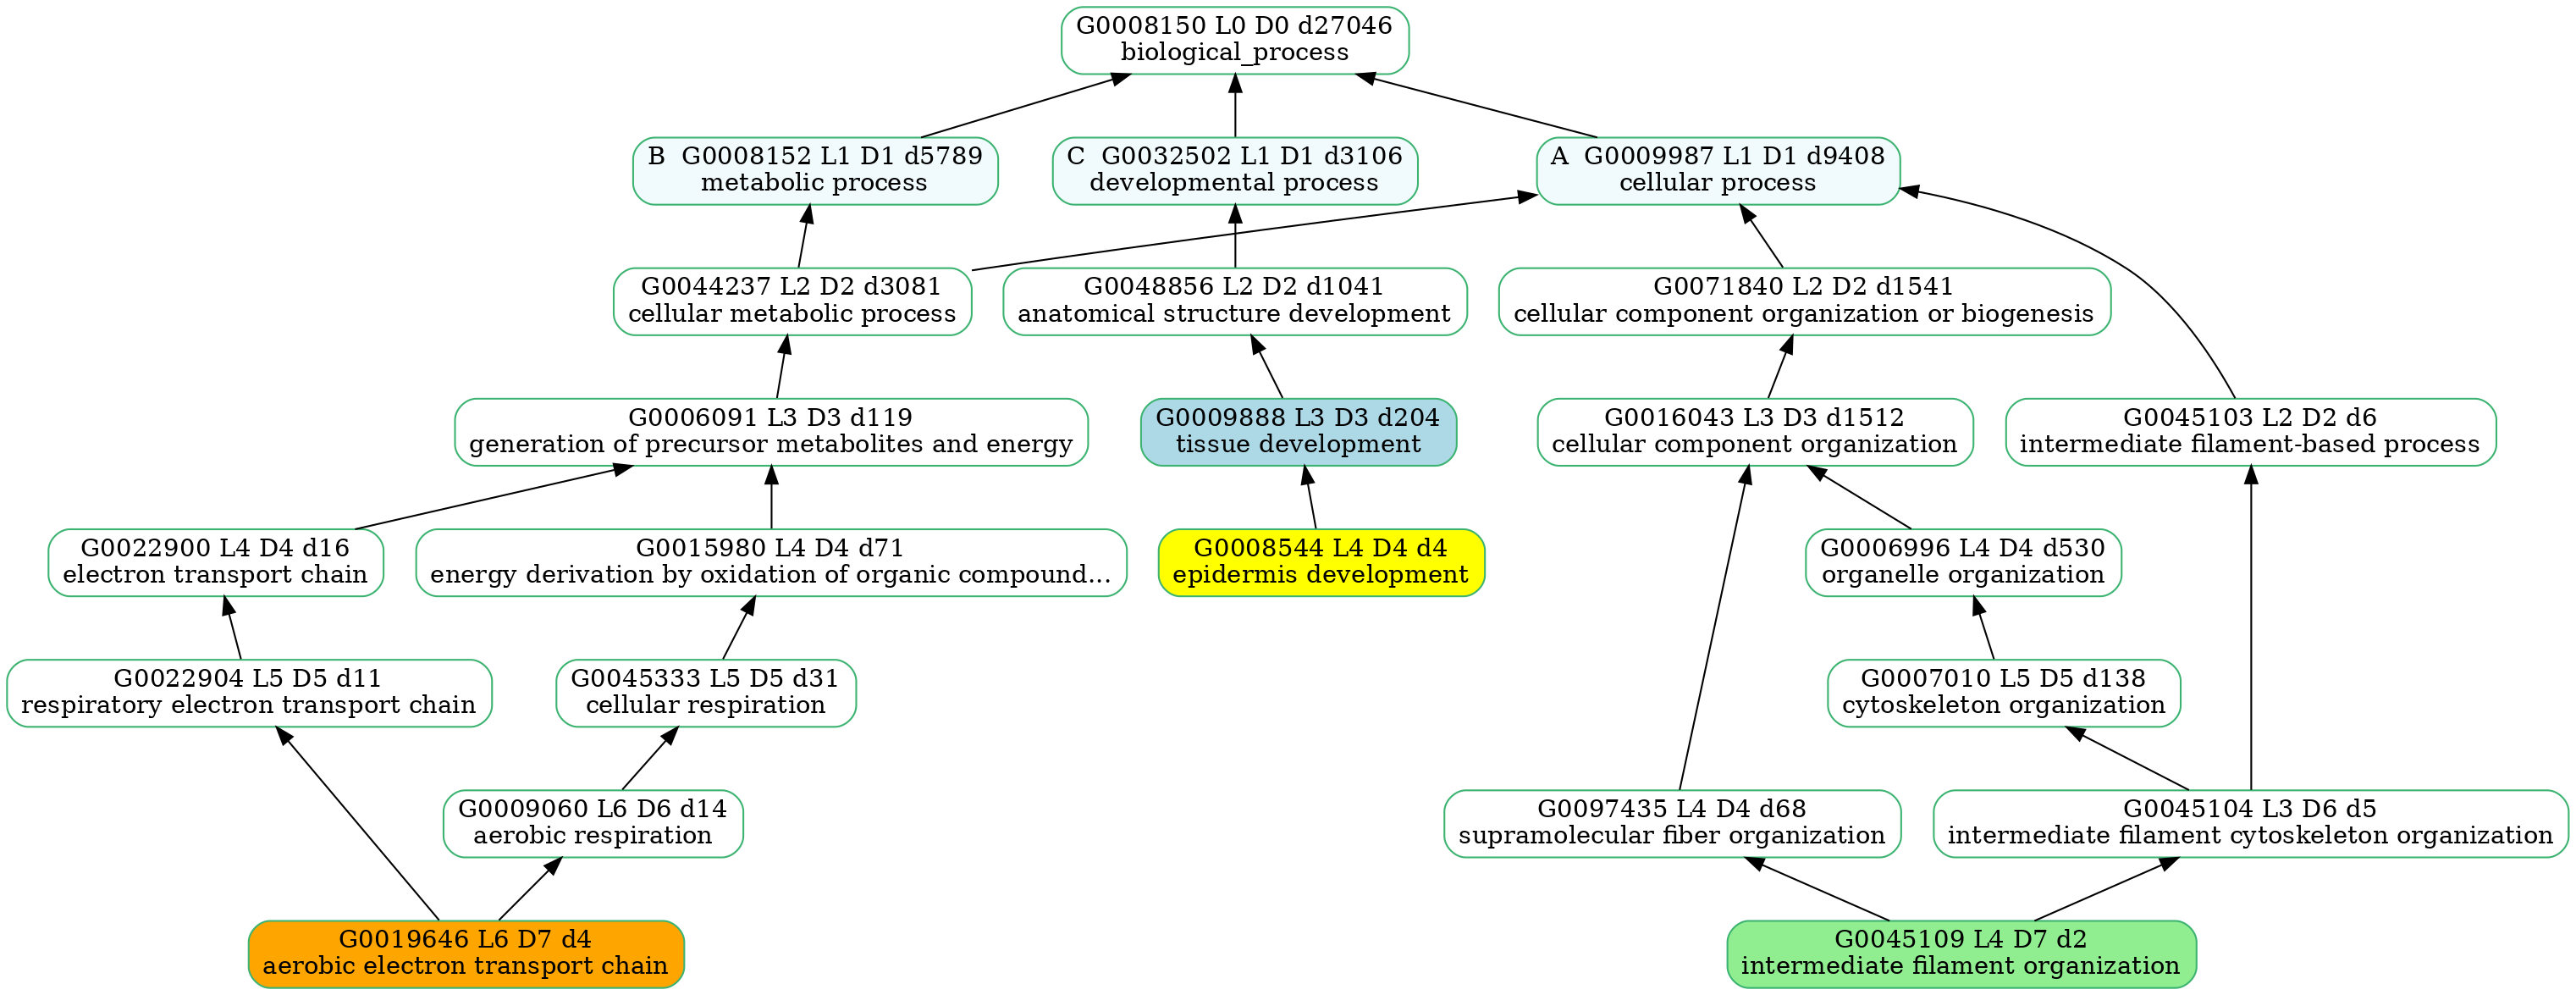 G0008150 L0 D0 d27046
biological_process
B  G0008152 L1 D1 d5789
metabolic process
C  G0032502 L1 D1 d3106
developmental process
A  G0009987 L1 D1 d9408
cellular process
G0044237 L2 D2 d3081
cellular metabolic process
G0048856 L2 D2 d1041
anatomical structure development
G0071840 L2 D2 d1541
cellular component organization or biogenesis
G0006091 L3 D3 d119
generation of precursor metabolites and energy
G0009888 L3 D3 d204
tissue development
G0016043 L3 D3 d1512
cellular component organization
G0045103 L2 D2 d6
intermediate filament-based process
G0022900 L4 D4 d16
electron transport chain
G0015980 L4 D4 d71
energy derivation by oxidation of organic compound...
G0008544 L4 D4 d4
epidermis development
G0006996 L4 D4 d530
organelle organization
G0022904 L5 D5 d11
respiratory electron transport chain
G0045333 L5 D5 d31
cellular respiration
G0007010 L5 D5 d138
cytoskeleton organization
G0009060 L6 D6 d14
aerobic respiration
G0097435 L4 D4 d68
supramolecular fiber organization
G0045104 L3 D6 d5
intermediate filament cytoskeleton organization
G0019646 L6 D7 d4
aerobic electron transport chain
G0045109 L4 D7 d2
intermediate filament organization